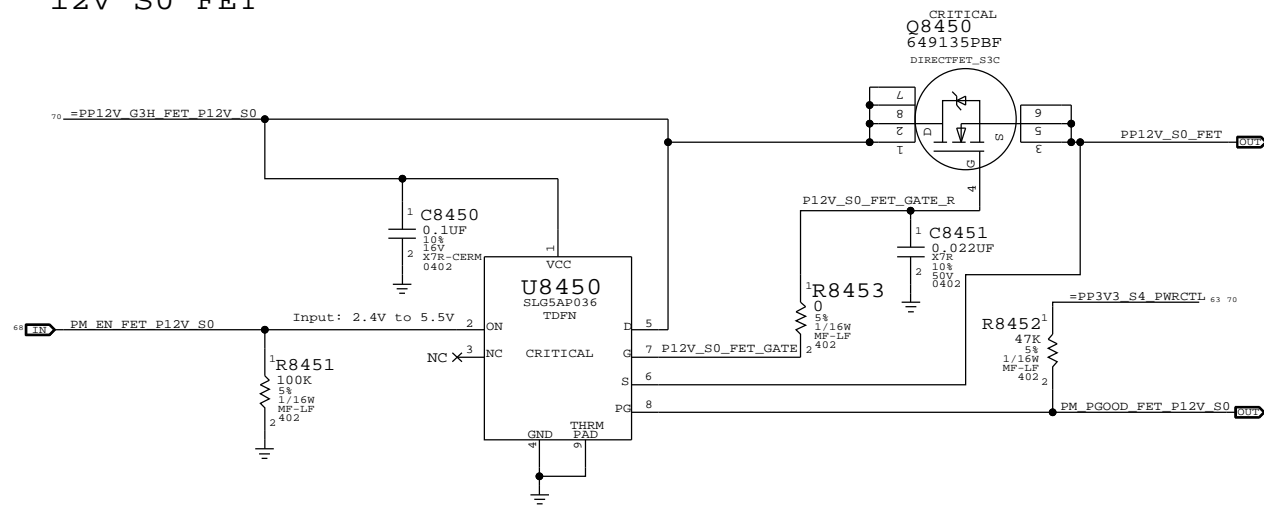 12V S0 FET
CRITICAL
Q8450
649135PBF
DIRECTFET_S3C
70 =PP12V_G3H_FET_P12V_S0
7
8
2
1
D
S
G
4
6
5
3
PP12V_S0_FET
OUT
P12V_S0_FET_GATE_R
1
C8450
0.1UF
10%
16V
X7R-CERM
0402
2
1
C8451
0.022UF
X7R
10%
50V
0402
2
1
VCC
U8450
SLG5AP036
TDFN
CRITICAL
1
R8453
0
5%
1/16W
MF-LF
402
2
=PP3V3_S4_PWRCTL 63 70
68 IN PM_EN_FET_P12V_S0
Input: 2.4V to 5.5V
2 ON
NC 3 NC
D 5
G 7 P12V_S0_FET_GATE
S 6
PG 8
1
R8451
100K
5%
1/16W
MF-LF
402
2
R8452
1
47K
5%
1/16W
MF-LF
402
2
PM_PGOOD_FET_P12V_S0 OUT
GND
THRM
PAD
4
9